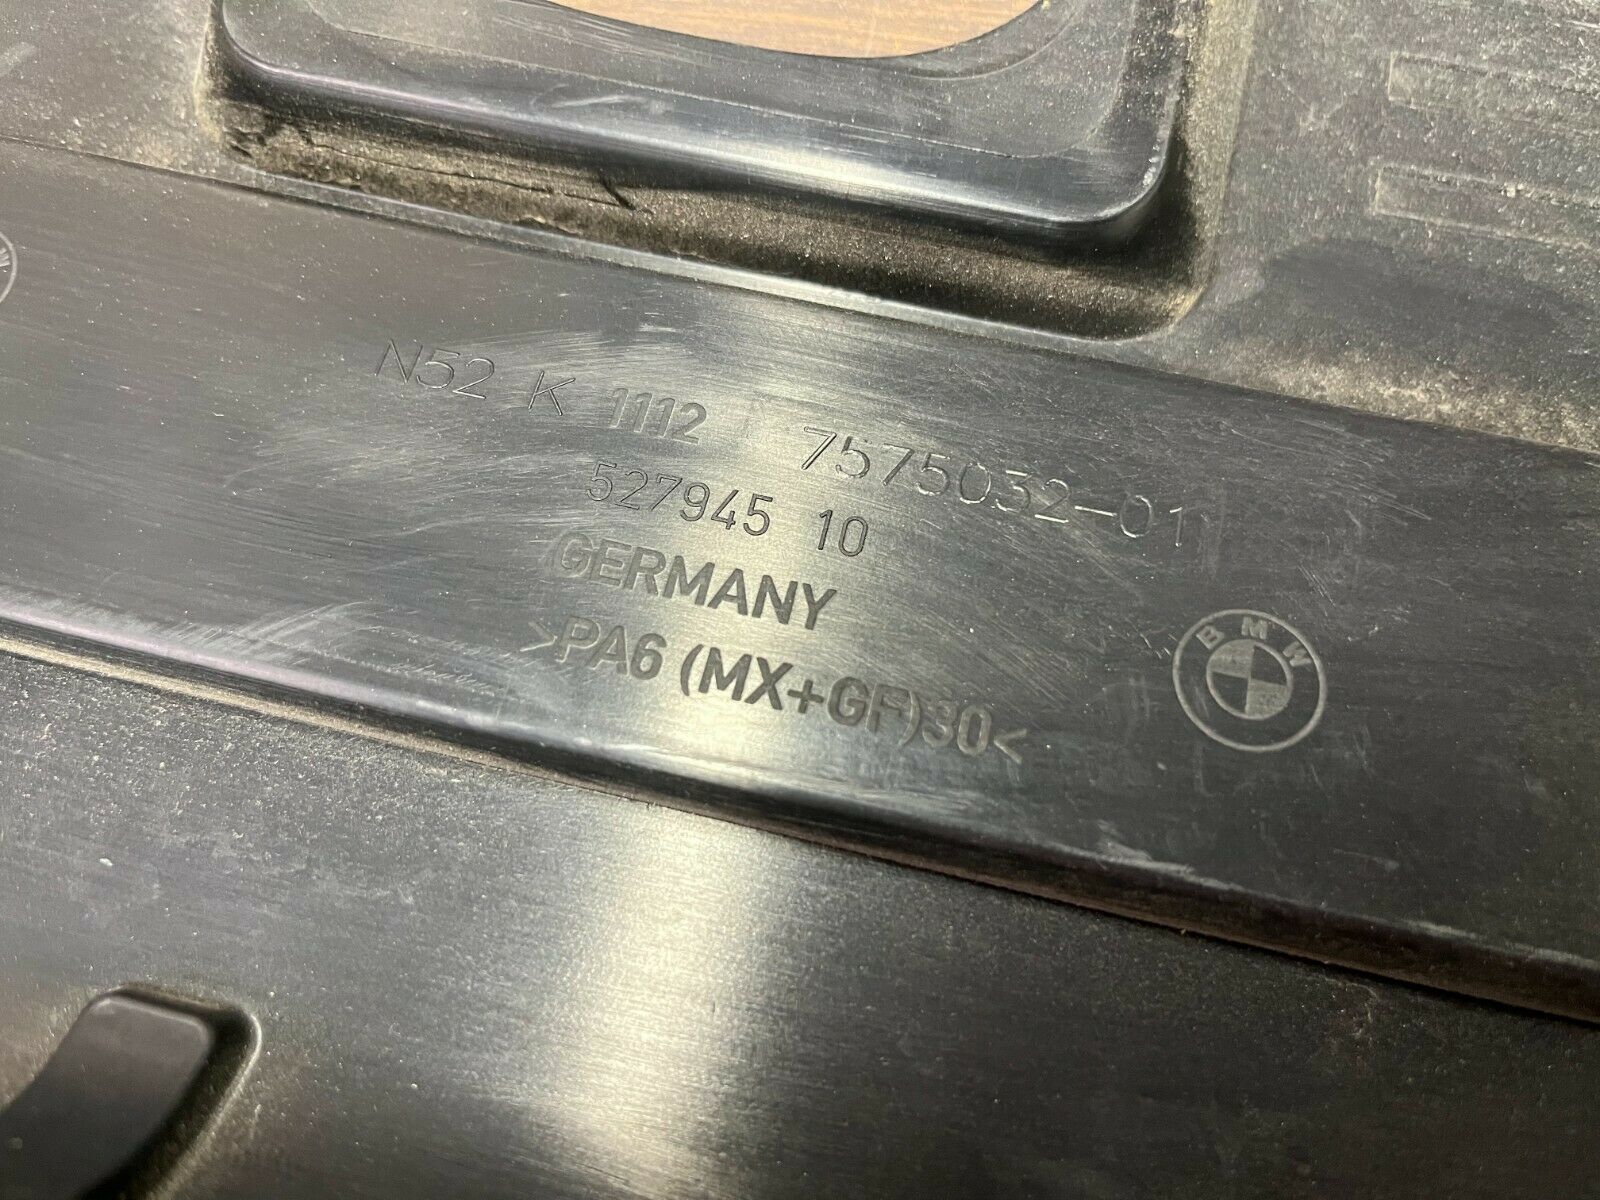 N52 K 1112 7575032-01
527945 10
GERMANY
>PA6 (MX+GF)30<
BMW